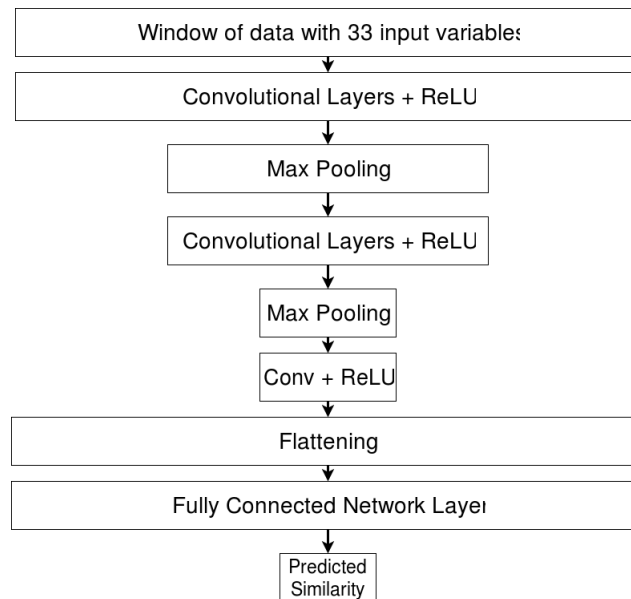 Window of data with 33 input variables
Convolutional Layers + ReLU
Max Pooling
Convolutional Layers + ReLU
Max Pooling
Conv + ReLU
Flattening
Fully Connected Network Layer
Predicted
Similarity